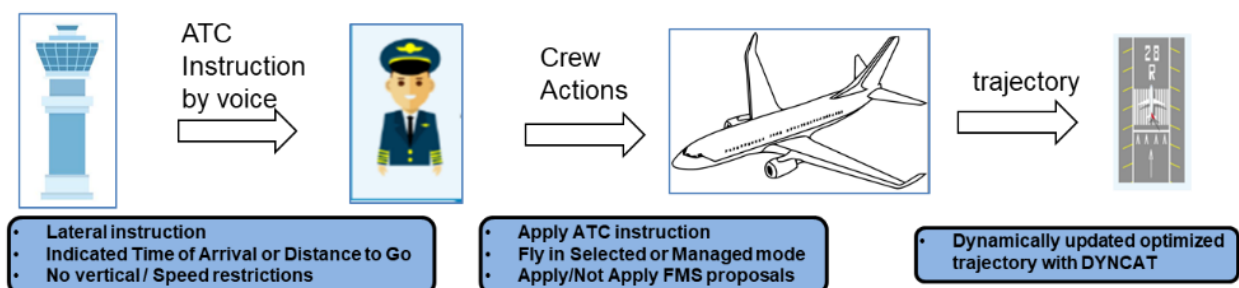 ATC
Instruction
by voice
Crew
Actions
trajectory
28
R
• Lateral instruction
• Indicated Time of Arrival or Distance to Go
• No vertical / Speed restrictions
• Apply ATC instruction
• Fly in Selected or Managed mode
• Apply/Not Apply FMS proposals
• Dynamically updated optimized
trajectory with DYNCAT